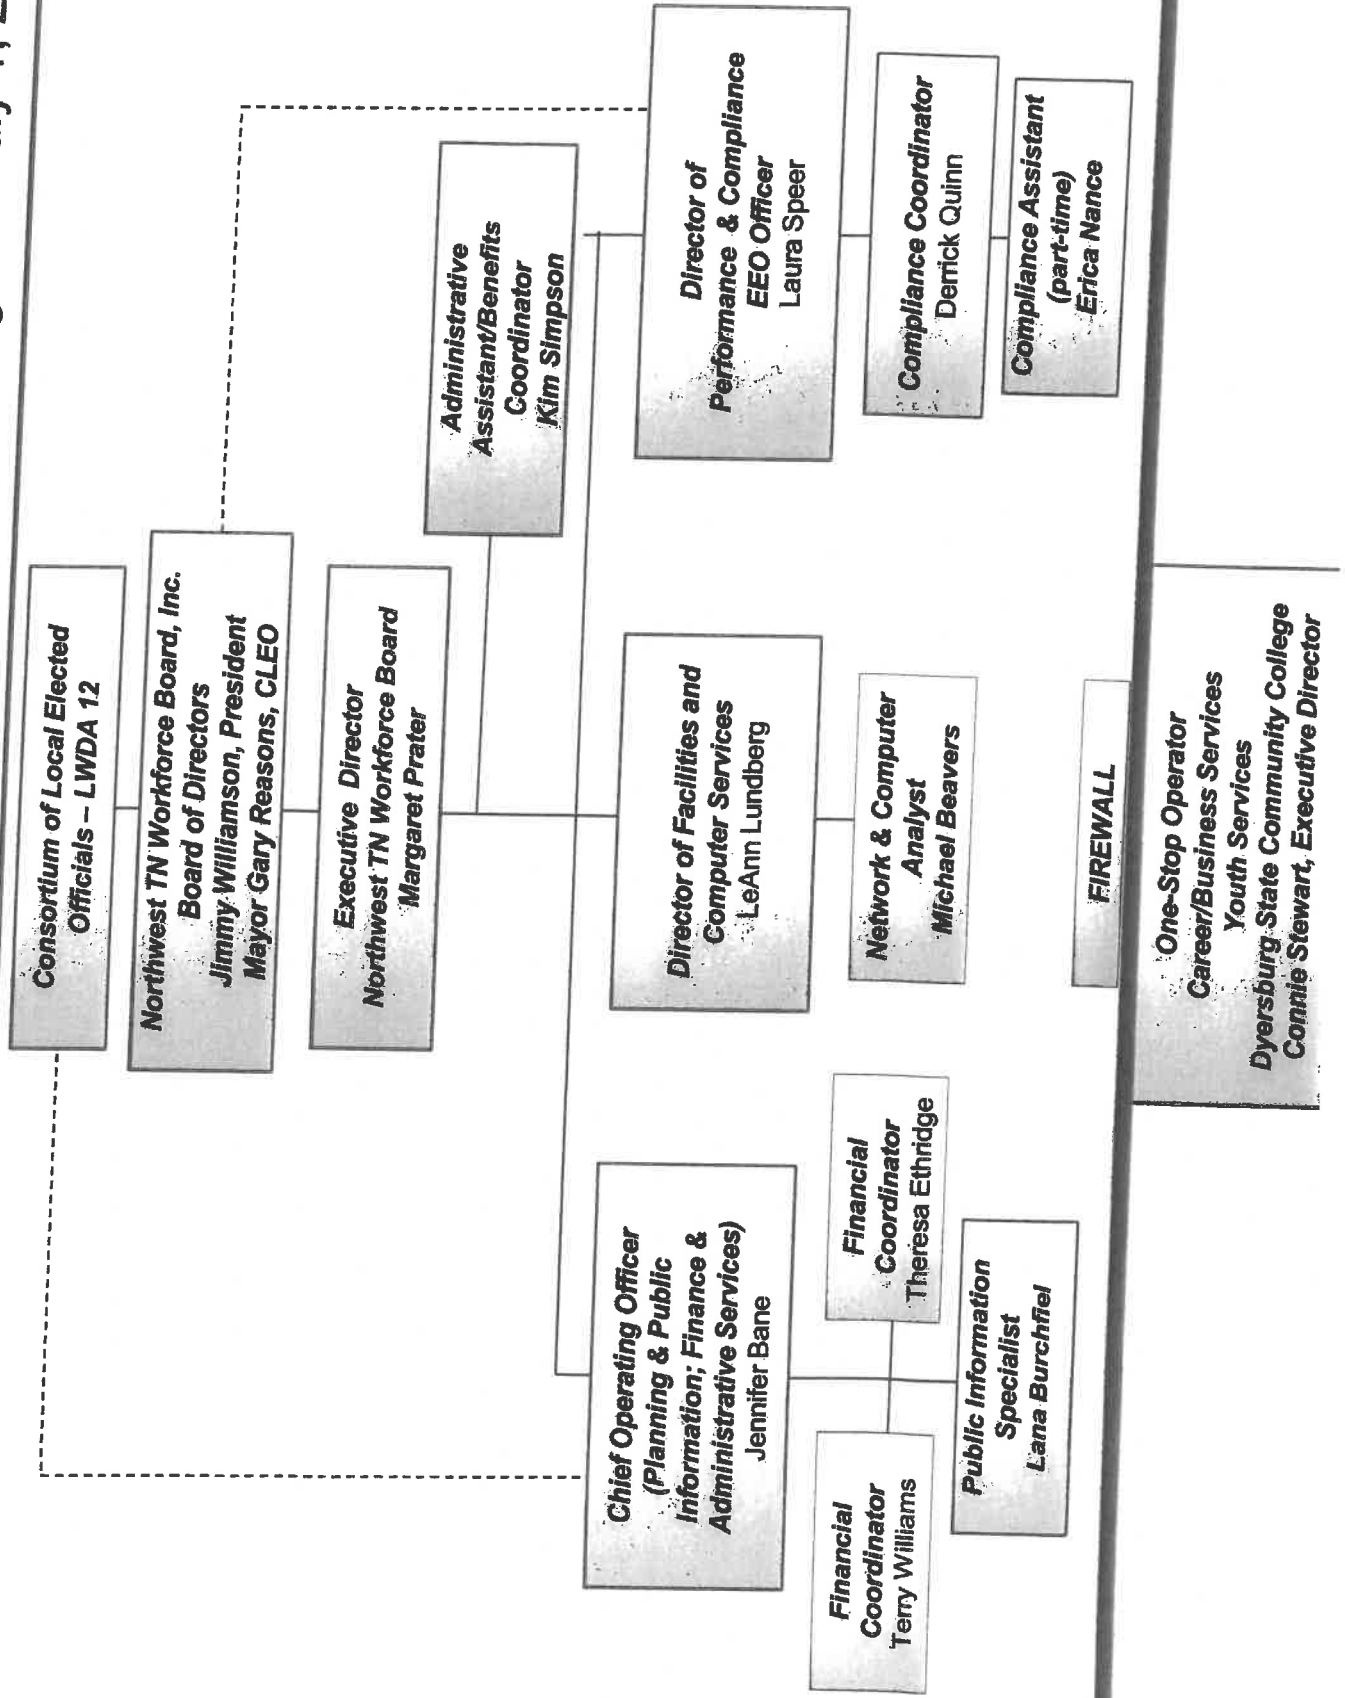 Consortium of Local Elected
Officials – LWDA 12
Northwest TN Workforce Board, Inc.
Board of Directors
Jimmy Williamson, President
Mayor Gary Reasons, CLEO
Executive Director
Northwest TN Workforce Board
Margaret Prater
Administrative
Assistant/Benefits
Coordinator
Kim Simpson
Chief Operating Officer
(Planning & Public
Information; Finance &
Administrative Services)
Jennifer Bane
Director of Facilities and
Computer Services
LeAnn Lundberg
Director of
Performance & Compliance
EEO Officer
Laura Speer
Financial
Coordinator
Terry Williams
Financial
Coordinator
Theresa Ethridge
Network & Computer
Analyst
Michael Beavers
Compliance Coordinator
Derrick Quinn
Public Information
Specialist
Lana Burchfiel
Compliance Assistant
(part-time)
Erica Nance
FIREWALL
One-Stop Operator
Career/Business Services
Youth Services
Dyersburg State Community College
Connie Stewart, Executive Director